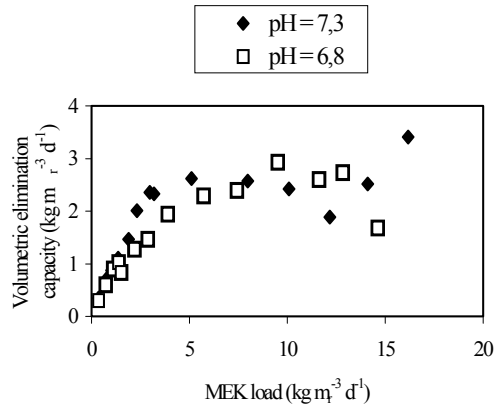 pH = 7,3
pH = 6,8
Volumetric elimination
capacity (kg m r -3 d-1)
4
3
2
1
0
0 5 10 15 20
MEK load (kg mr-3 d-1)